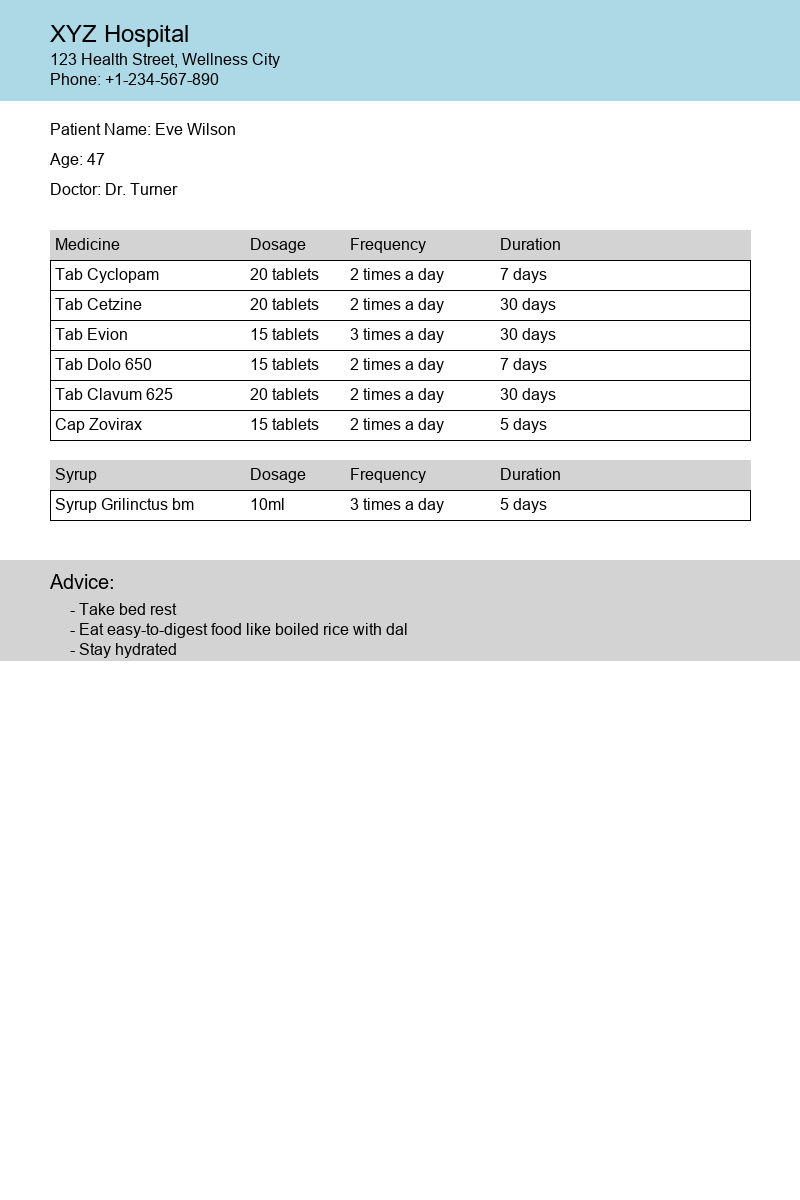 XYZ Hospital
123 Health Street, Wellness City
Phone: +1-234-567-890
Patient Name: Eve Wilson
Age: 47
Doctor: Dr. Turner
Medicine Dosage Frequency Duration
Tab Cyclopam 20 tablets 2 times a day 7 days
Tab Cetzine 20 tablets 2 times a day 30 days
Tab Evion 15 tablets 3 times a day 30 days
Tab Dolo 650 15 tablets 2 times a day 7 days
Tab Clavum 625 20 tablets 2 times a day 30 days
Cap Zovirax 15 tablets 2 times a day 5 days
Syrup Dosage Frequency Duration
Syrup Grilinctus bm 10ml 3 times a day 5 days
Advice:
- Take bed rest
- Eat easy-to-digest food like boiled rice with dal
- Stay hydrated